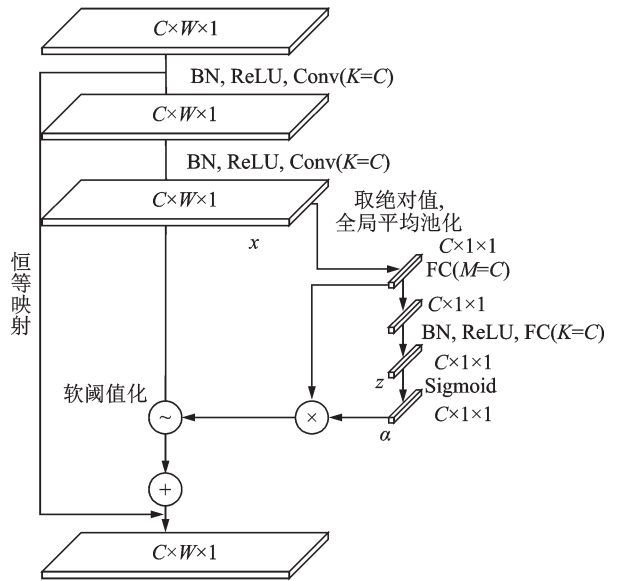 C×W×1
BN, ReLU, Conv(K=C)
C×W×1
BN, ReLU, Conv(K=C)
C×W×1
x
取绝对值,
全局平均池化
C×1×1
FC(M=C)
C×1×1
BN, ReLU, FC(K=C)
C×1×1
z
Sigmoid
C×1×1
α
×
软阈值化
~
恒等映射
+
C×W×1